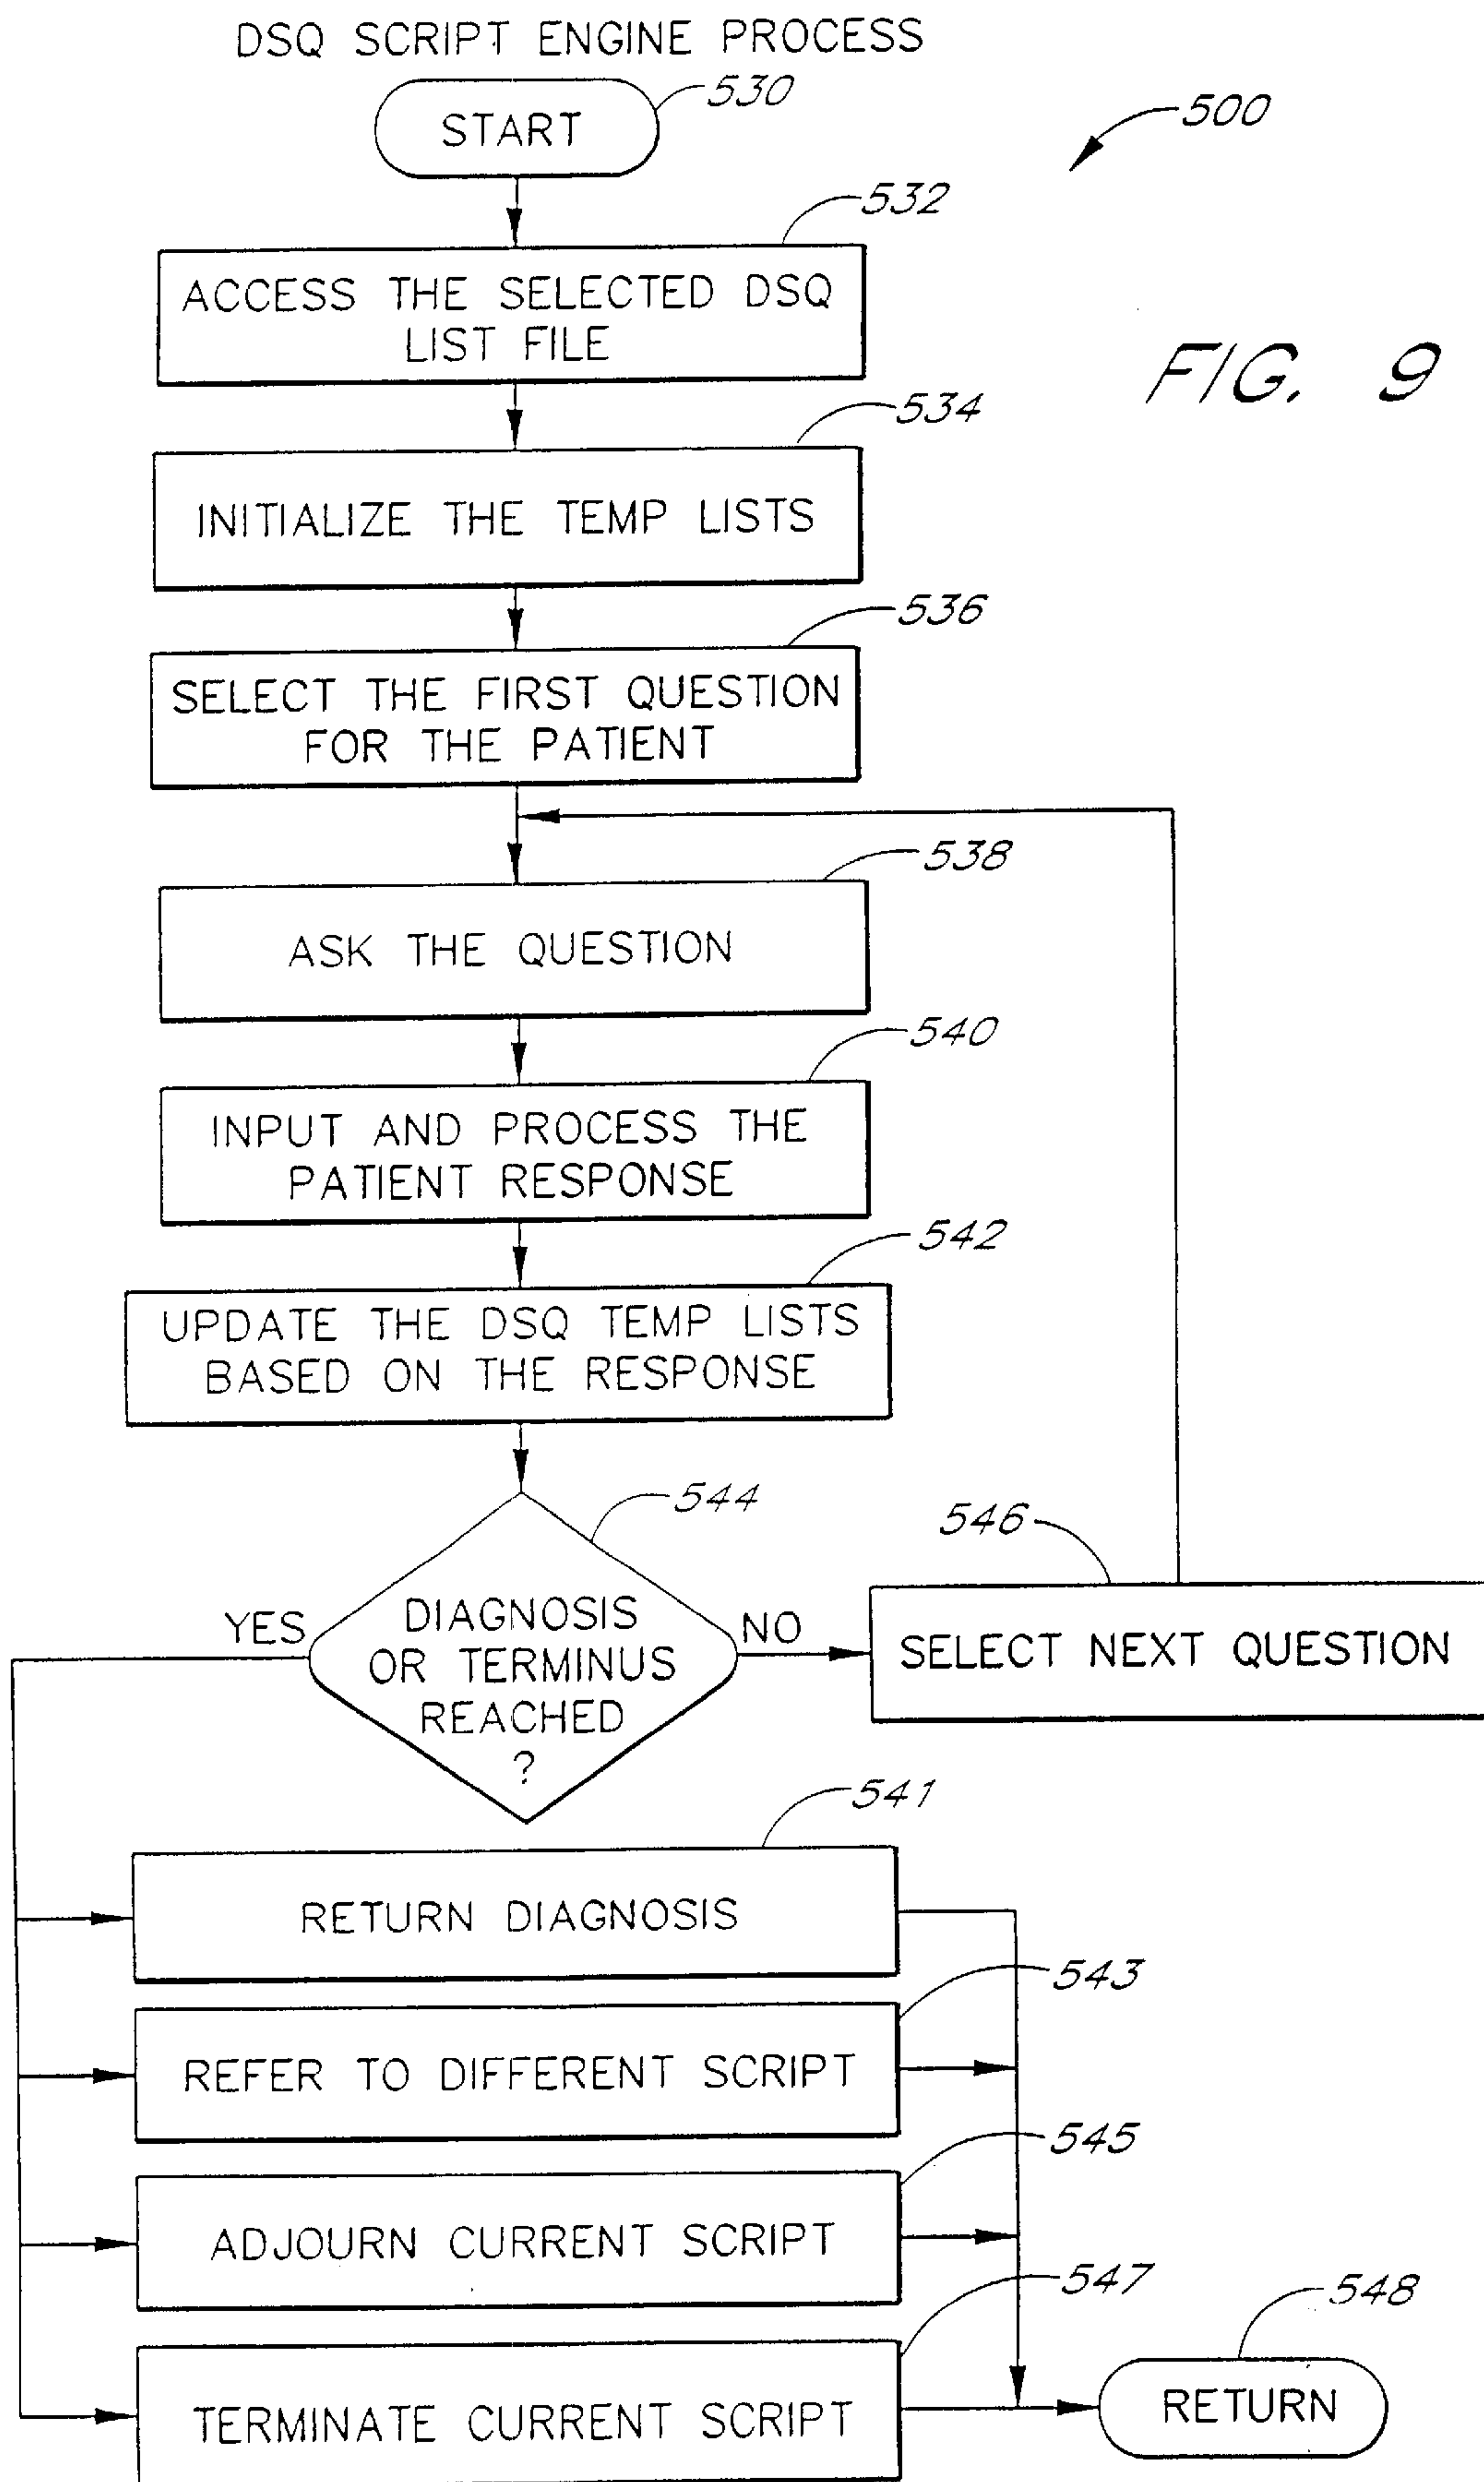 DSQ SCRIPT ENGINE PROCESS
START
530
500
532
ACCESS THE SELECTED DSQ
LIST FILE
FIG. 9
534
INITIALIZE THE TEMP LISTS
536
SELECT THE FIRST QUESTION
FOR THE PATIENT
538
ASK THE QUESTION
540
INPUT AND PROCESS THE
PATIENT RESPONSE
542
UPDATE THE DSQ TEMP LISTS
BASED ON THE RESPONSE
544
546
YES
DIAGNOSIS
OR TERMINUS
REACHED
?
NO
SELECT NEXT QUESTION
541
RETURN DIAGNOSIS
543
REFER TO DIFFERENT SCRIPT
545
ADJOURN CURRENT SCRIPT
547
TERMINATE CURRENT SCRIPT
548
RETURN